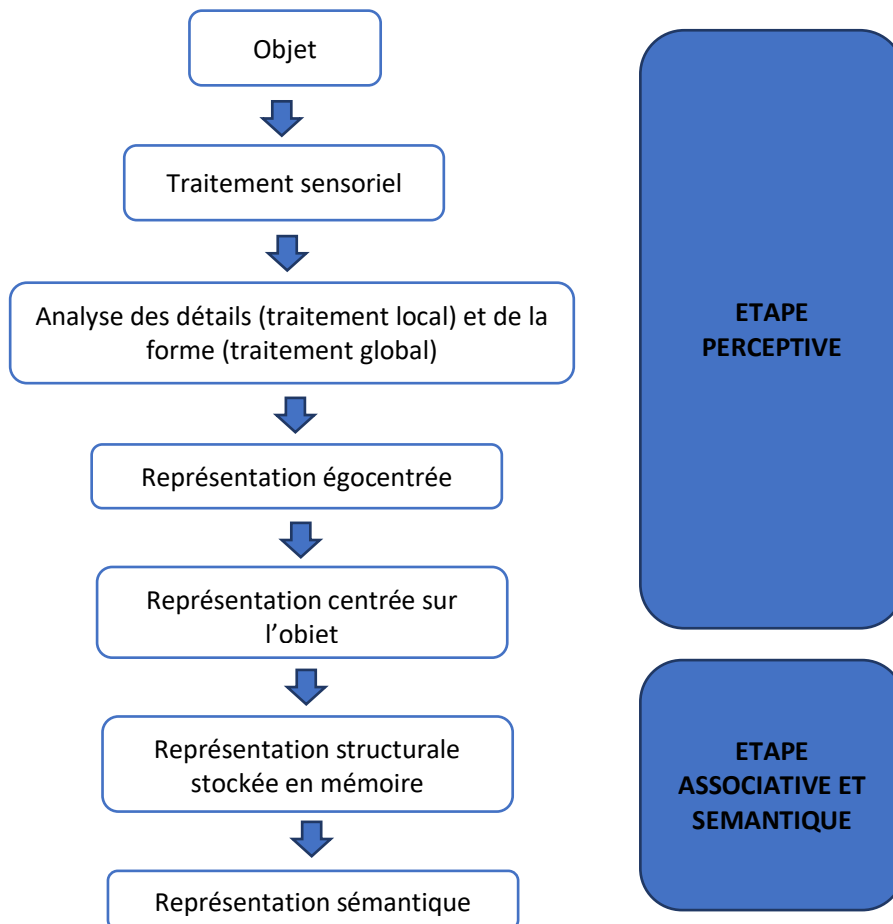 Objet
Traitement sensoriel
Analyse des détails (traitement local) et de la
forme (traitement global)
Représentation égocentrée
Représentation centrée sur
l'objet
Représentation structurale
stockée en mémoire
Représentation sémantique
ETAPE
PERCEPTIVE
ETAPE
ASSOCIATIVE ET
SEMANTIQUE